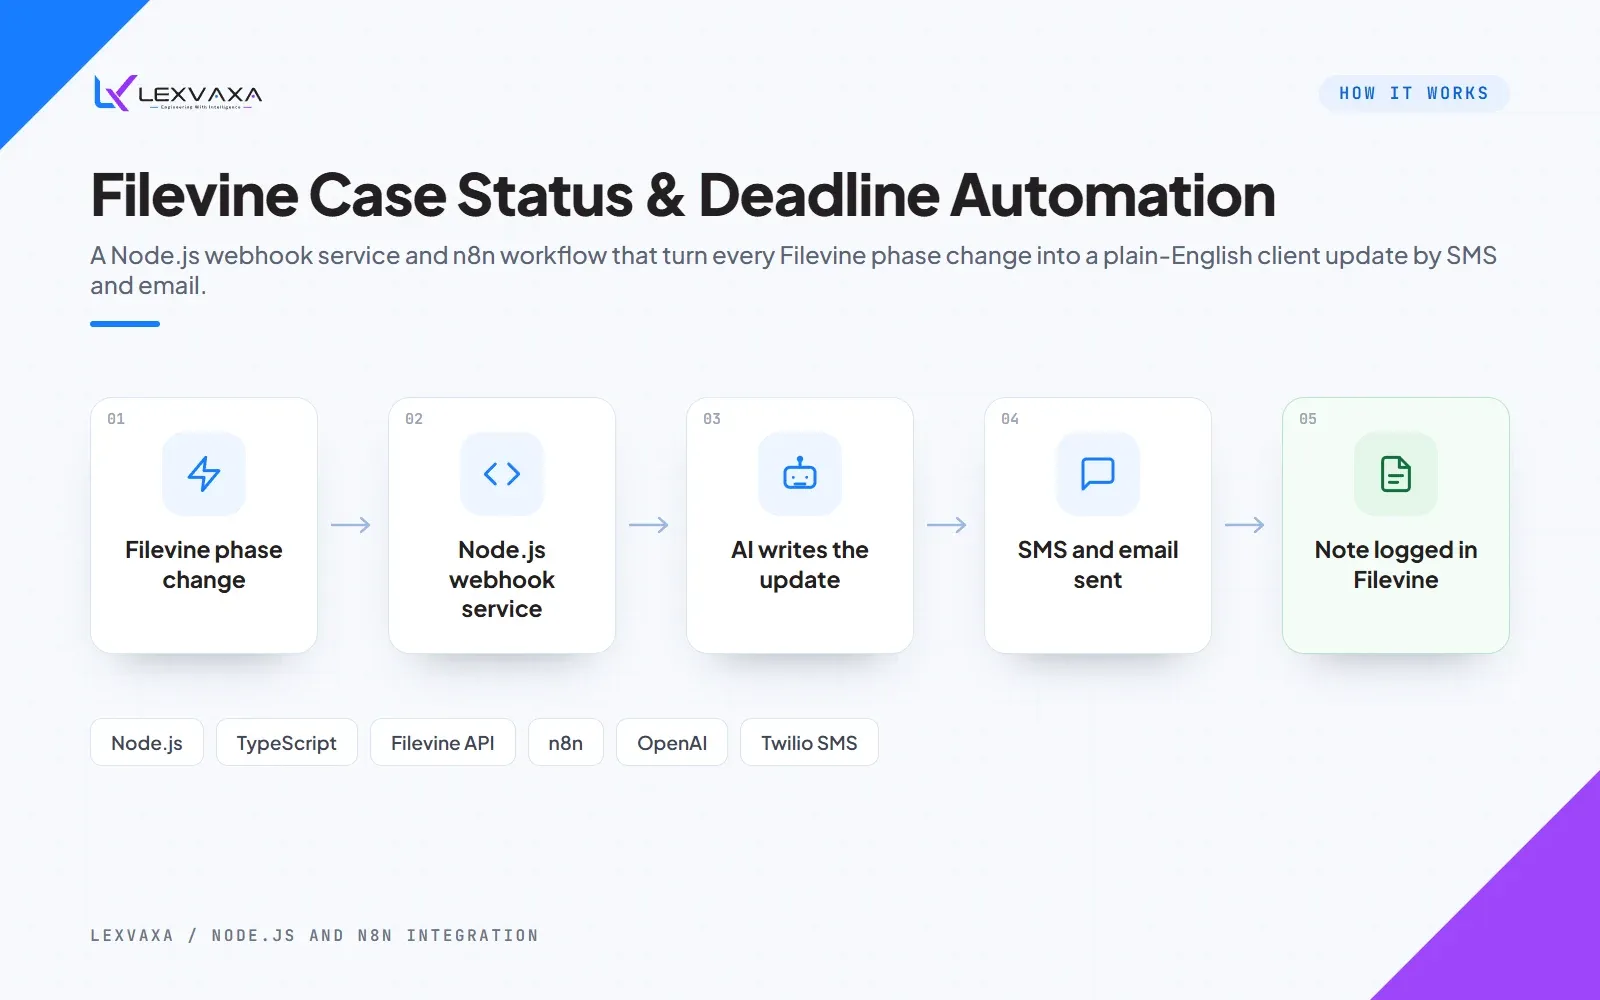 LEXVAXA
Engineering With Intelligence
HOW IT WORKS
Filevine Case Status & Deadline Automation
A Node.js webhook service and n8n workflow that turn every Filevine phase change into a plain-English client update by SMS
and email.
01
Filevine phase
change
02
Node.js
webhook
service
03
AI writes the
update
04
SMS and email
sent
05
Note logged in
Filevine
Node.js
TypeScript
Filevine API
n8n
OpenAI
Twilio SMS
LEXVAXA / NODE.JS AND N8N INTEGRATION